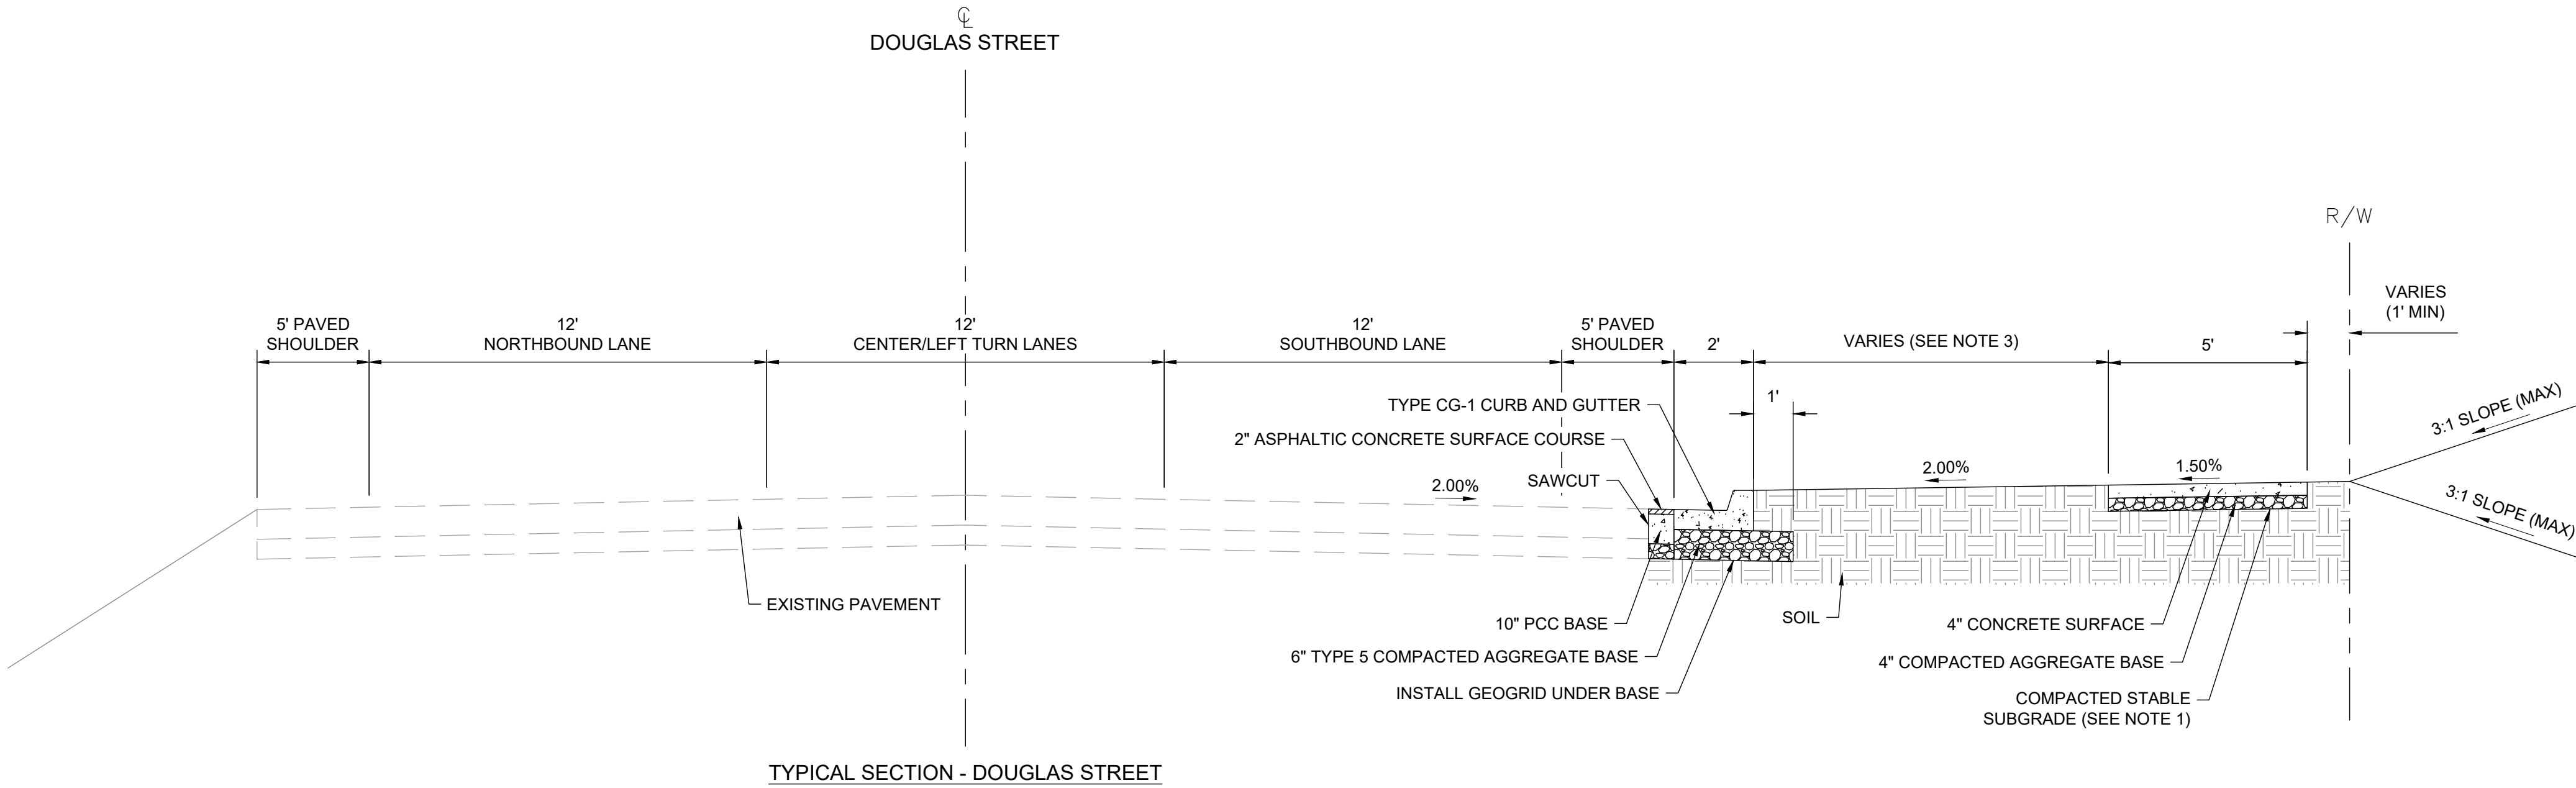 ℄
DOUGLAS STREET
R/W
VARIES
(1' MIN)
5' PAVED
SHOULDER
12'
NORTHBOUND LANE
12'
CENTER/LEFT TURN LANES
12'
SOUTHBOUND LANE
5' PAVED
SHOULDER
2'
VARIES (SEE NOTE 3)
5'
1'
TYPE CG-1 CURB AND GUTTER
2" ASPHALTIC CONCRETE SURFACE COURSE
SAWCUT
2.00%
2.00%
1.50%
3:1 SLOPE (MAX)
3:1 SLOPE (MAX)
EXISTING PAVEMENT
10" PCC BASE
6" TYPE 5 COMPACTED AGGREGATE BASE
INSTALL GEOGRID UNDER BASE
SOIL
4" CONCRETE SURFACE
4" COMPACTED AGGREGATE BASE
COMPACTED STABLE
SUBGRADE (SEE NOTE 1)
TYPICAL SECTION - DOUGLAS STREET